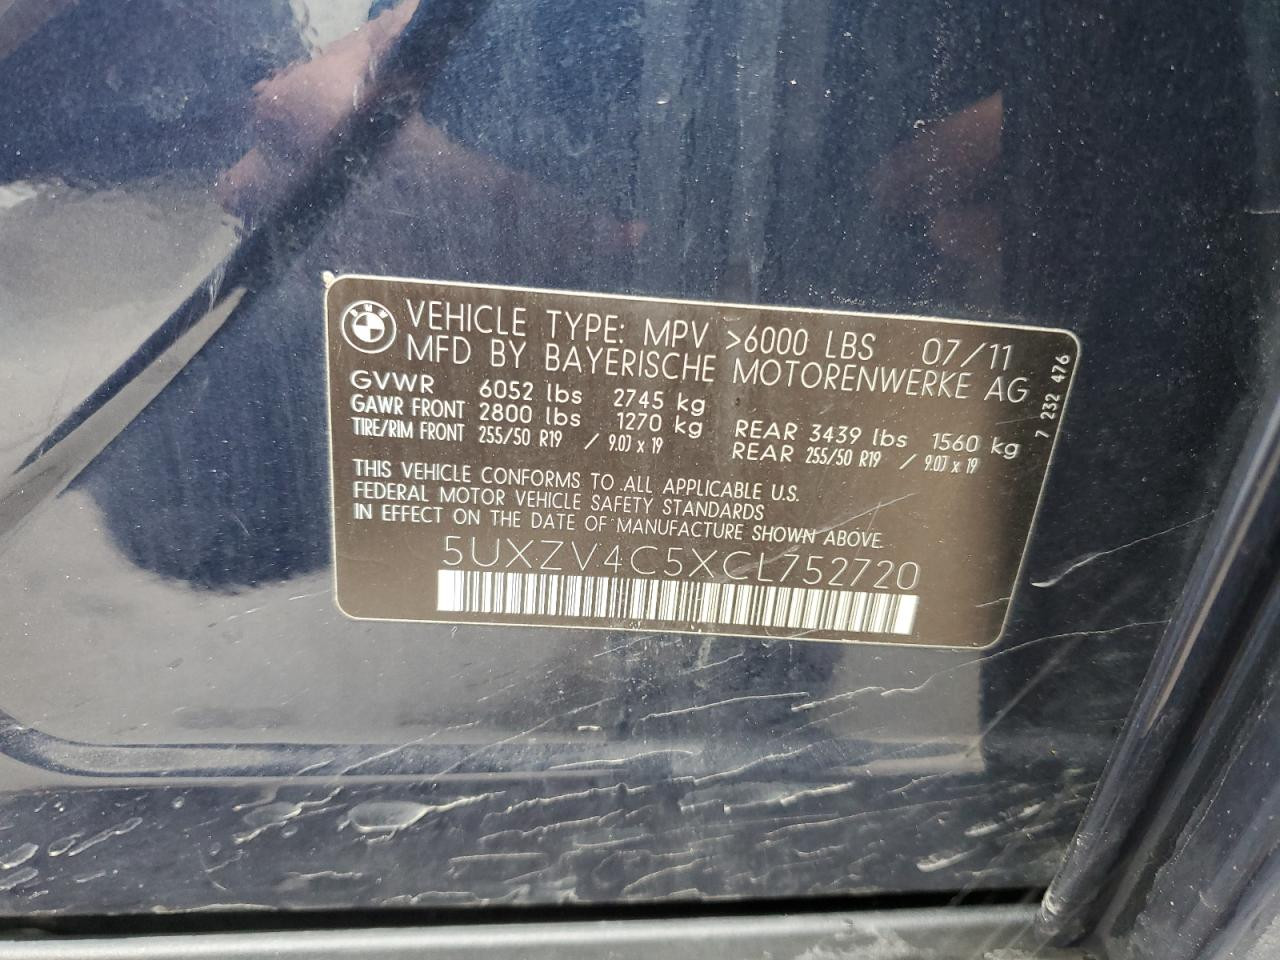 BMW
VEHICLE TYPE: MPV >6000 LBS 07/11
MFD BY BAYERISCHE MOTORENWERKE AG
GVWR 6052 lbs 2745 kg
GAWR FRONT 2800 lbs 1270 kg REAR 3439 lbs 1560 kg
TIRE/RIM FRONT 255/50 R19 / 9.0J x 19 REAR 255/50 R19 / 9.0J x 19
THIS VEHICLE CONFORMS TO ALL APPLICABLE U.S.
FEDERAL MOTOR VEHICLE SAFETY STANDARDS
IN EFFECT ON THE DATE OF MANUFACTURE SHOWN ABOVE.
5UXZV4C5XCL752720
7 232 476